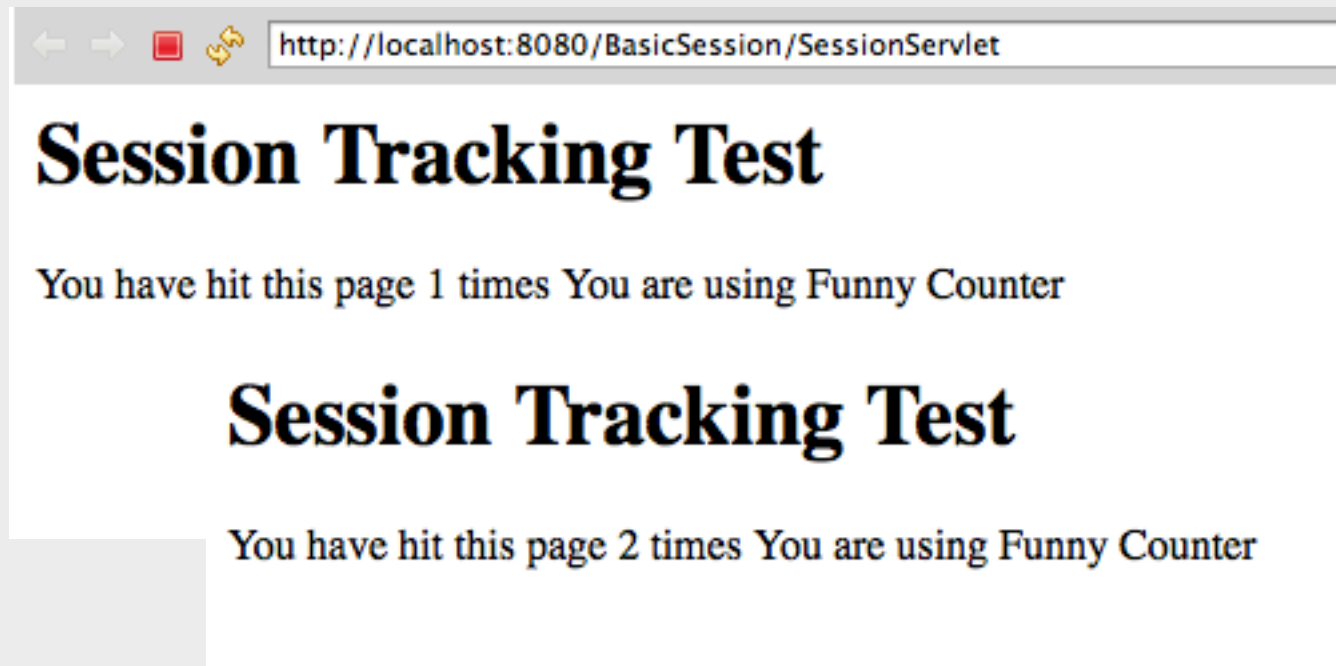 http://localhost:8080/BasicSession/SessionServlet
Session Tracking Test
You have hit this page 1 times You are using Funny Counter
Session Tracking Test
You have hit this page 2 times You are using Funny Counter